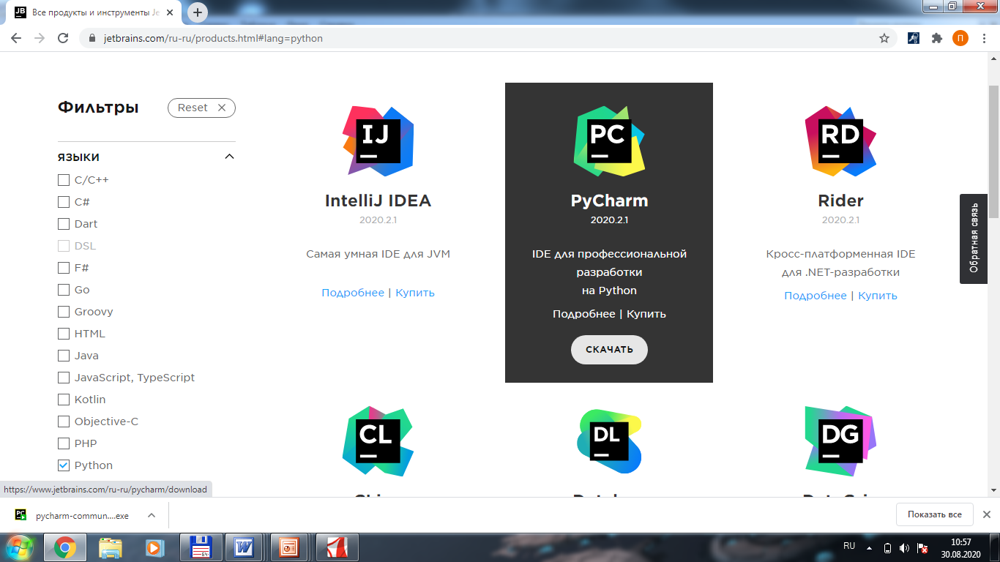 Все продукты и инструменты Je
jetbrains.com/ru-ru/products.html#lang=python
П
Фильтры
Reset
ЯЗЫКИ
C/C++
C#
Dart
DSL
F#
Go
Groovy
HTML
Java
JavaScript, TypeScript
Kotlin
Objective-C
PHP
Python
IJ
IntelliJ IDEA
2020.2.1
Самая умная IDE для JVM
Подробнее | Купить
PC
PyCharm
2020.2.1
IDE для профессиональной
разработки
на Python
Подробнее | Купить
СКАЧАТЬ
RD
Rider
2020.2.1
Кросс-платформенная IDE
для .NET-разработки
Подробнее | Купить
CL
DL
DG
Обратная связь
https://www.jetbrains.com/ru-ru/pycharm/download
pycharm-commun....exe
Показать все
RU
10:57
30.08.2020